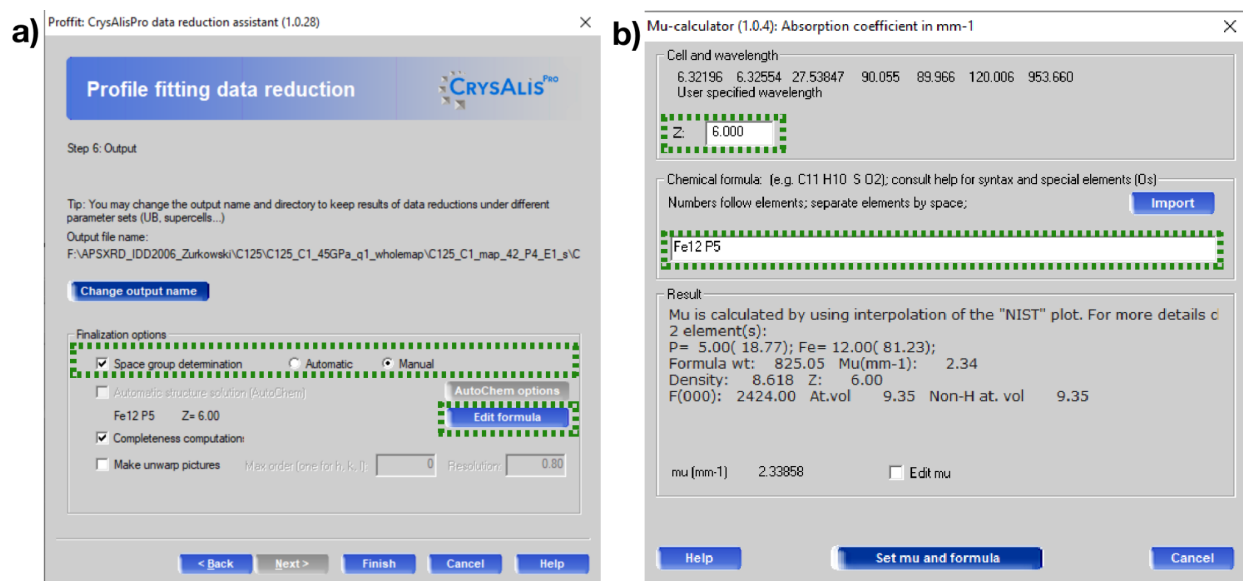 a)
Proffit: CrysAlisPro data reduction assistant (1.0.28)
Profile fitting data reduction
CRYSALIS PRO
Step 6: Output
Tip: You may change the output name and directory to keep results of data reductions under different
parameter sets (UB, supercells...)
Output file name:
F:\APSXRD_IDD2006_Zurkowski\C125\C125_C1_45GPa_q1_wholemap\C125_C1_map_42_P4_E1_s\C
Change output name
Finalization options
Space group determination Automatic Manual
Automatic structure solution (AutoChem) AutoChem options
Fe12 P5 Z= 6.00 Edit formula
Completeness computations
Make unwarp pictures Max order (one for h, k, l): 0 Resolution: 0.80
< Back Next > Finish Cancel Help
b)
Mu-calculator (1.0.4): Absorption coefficient in mm-1
Cell and wavelength
6.32196 6.32554 27.53847 90.055 89.966 120.006 953.660
User specified wavelength
Z: 6.000
Chemical formula: (e.g. C11 H10 S O2); consult help for syntax and special elements (Os)
Numbers follow elements; separate elements by space;
Import
Fe12 P5
Result
Mu is calculated by using interpolation of the "NIST" plot. For more details c
2 element(s):
P= 5.00( 18.77); Fe= 12.00( 81.23);
Formula wt: 825.05 Mu(mm-1): 2.34
Density: 8.618 Z: 6.00
F(000): 2424.00 At.vol 9.35 Non-H at. vol 9.35
mu (mm-1) 2.33858 Edit mu
Help Set mu and formula Cancel